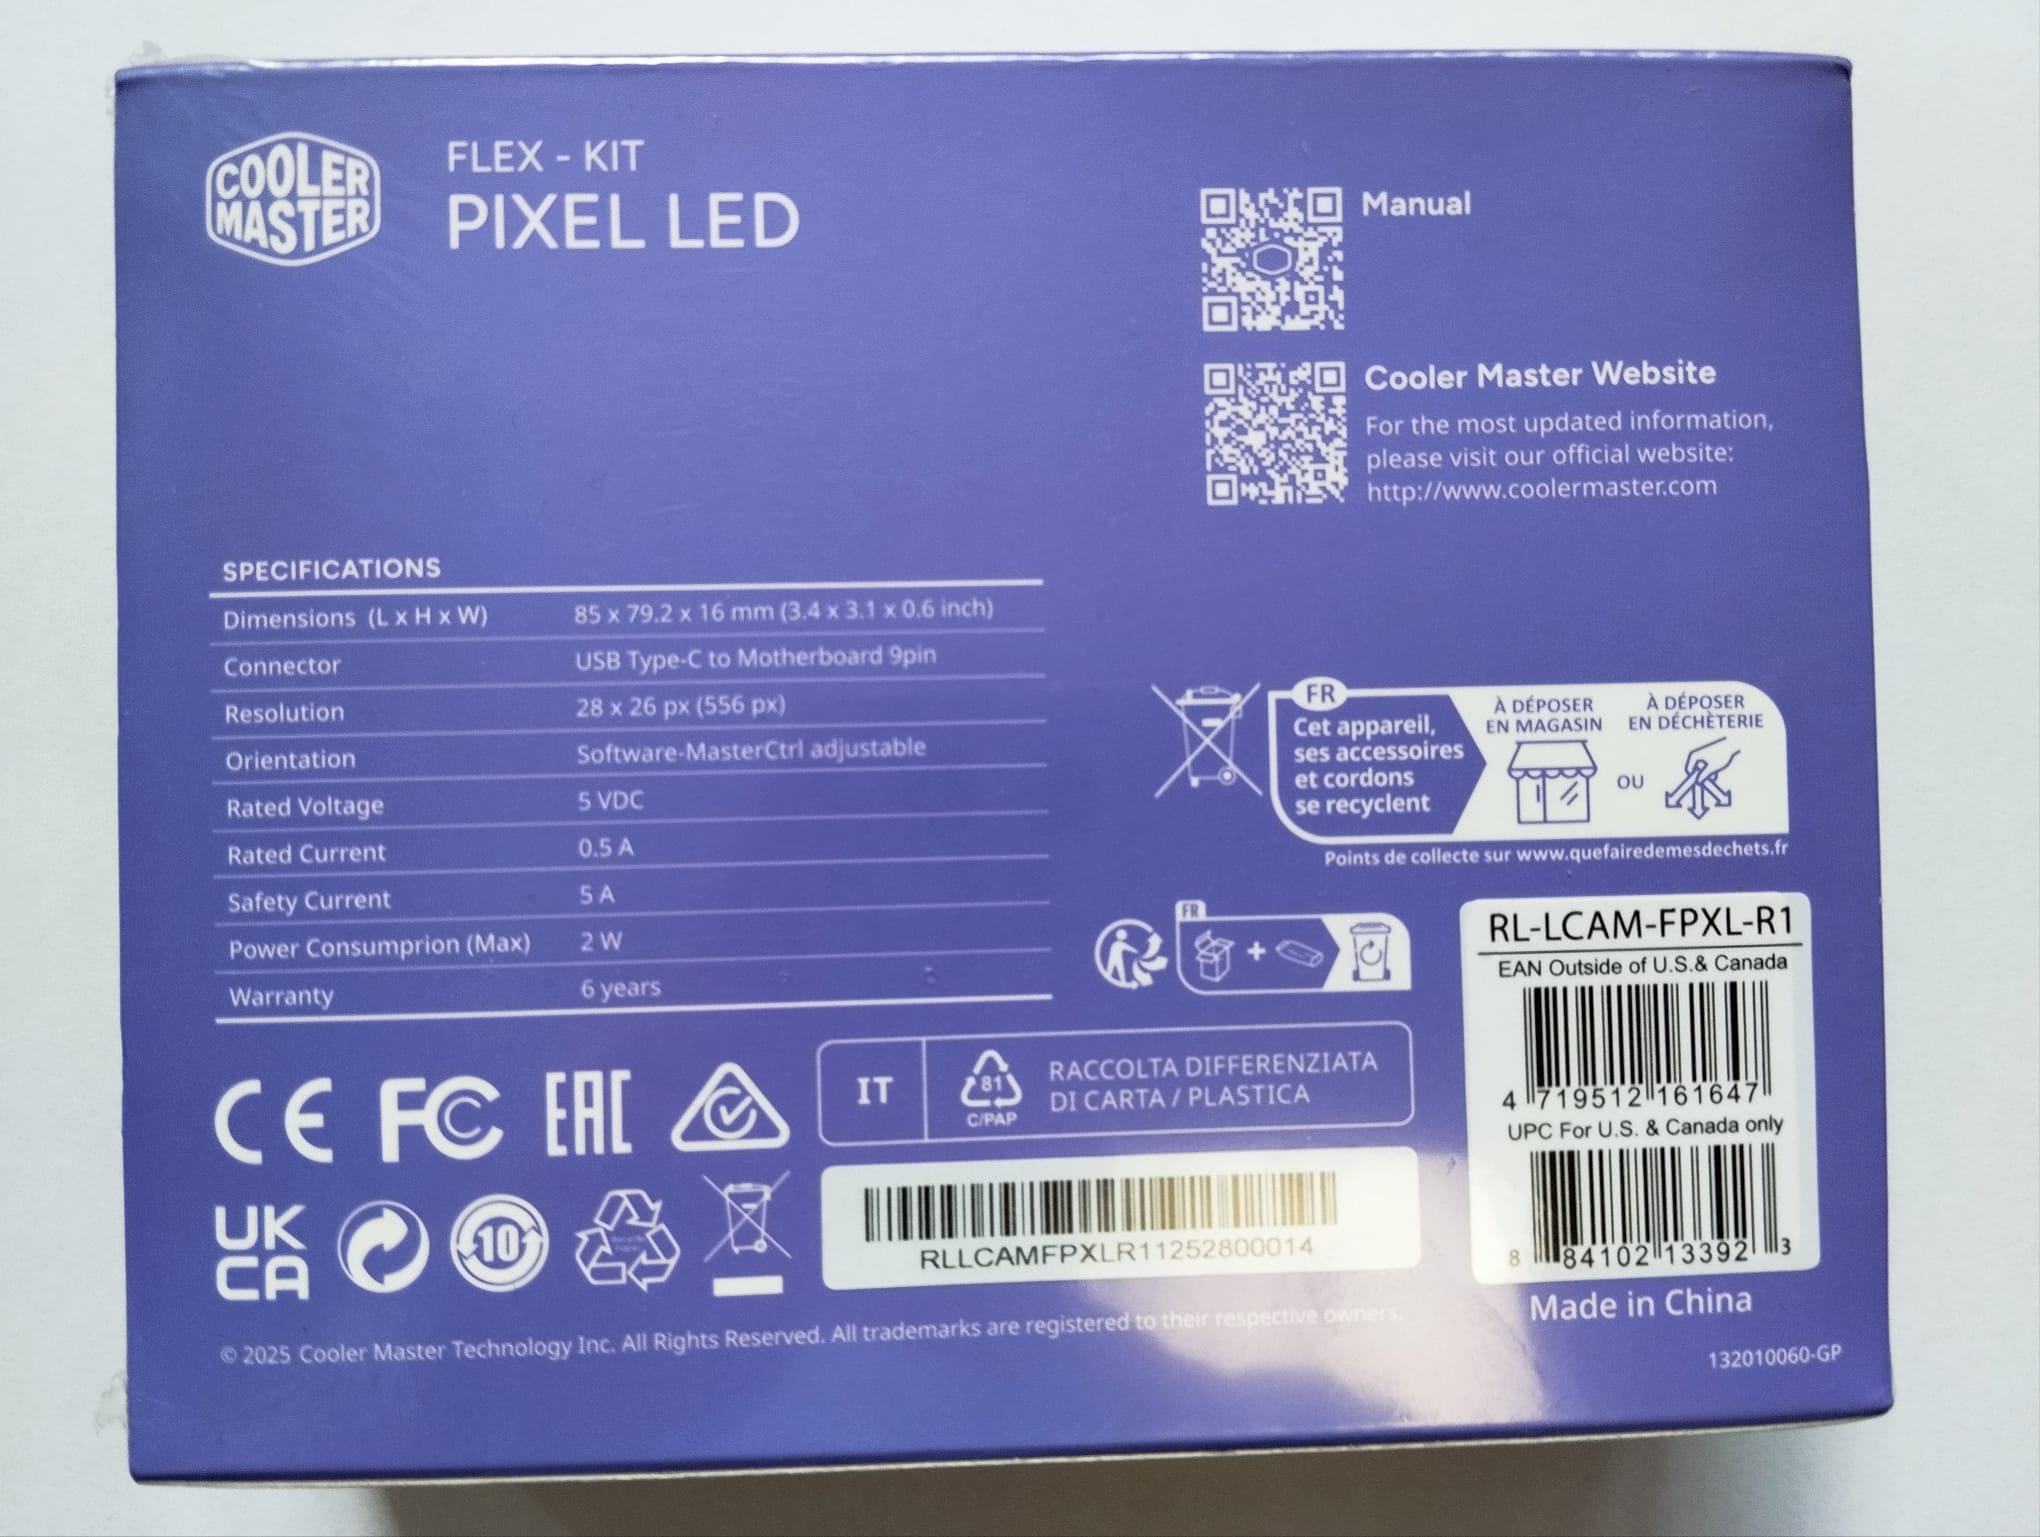 COOLER
MASTER
FLEX - KIT
PIXEL LED
Manual
Cooler Master Website
For the most updated information,
please visit our official website:
http://www.coolermaster.com
SPECIFICATIONS
Dimensions (L x H x W) 85 x 79.2 x 16 mm (3.4 x 3.1 x 0.6 inch)
Connector USB Type-C to Motherboard 9pin
Resolution 28 x 26 px (556 px)
Orientation Software-MasterCtrl adjustable
Rated Voltage 5 VDC
Rated Current 0.5 A
Safety Current 5 A
Power Consumprion (Max) 2 W
Warranty 6 years
FR
Cet appareil,
ses accessoires
et cordons
se recyclent
À DÉPOSER
EN MAGASIN
OU
À DÉPOSER
EN DÉCHÈTERIE
Points de collecte sur www.quefairedemesdechets.fr
FR
+
RL-LCAM-FPXL-R1
EAN Outside of U.S.& Canada
4 719512 161647
UPC For U.S. & Canada only
8 84102 13392 3
Made in China
132010060-GP
CE FC EAC
IT
81
C/PAP
RACCOLTA DIFFERENZIATA
DI CARTA / PLASTICA
UK
CA
10
RLLCAMFPXLR11252800014
© 2025 Cooler Master Technology Inc. All Rights Reserved. All trademarks are registered to their respective owners.